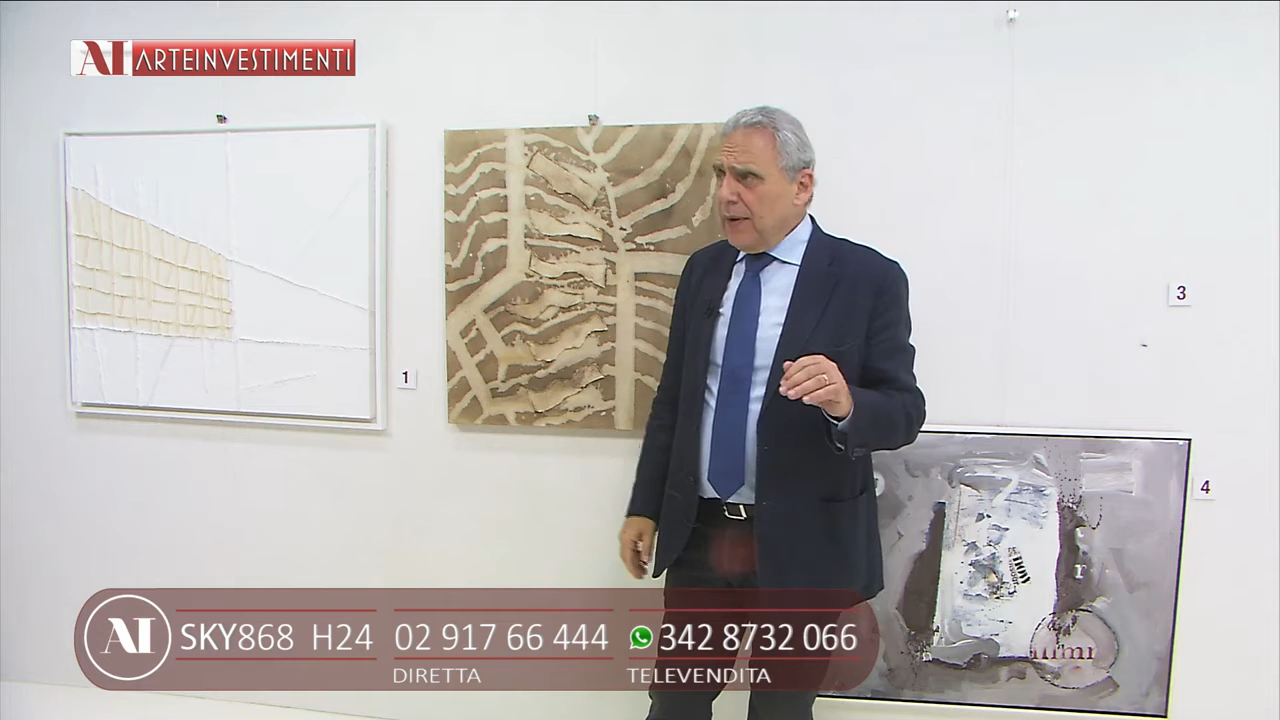 AI ARTEINVESTIMENTI
1
3
4
AI
SKY868 H24 02 917 66 444 342 8732 066
DIRETTA TELEVENDITA